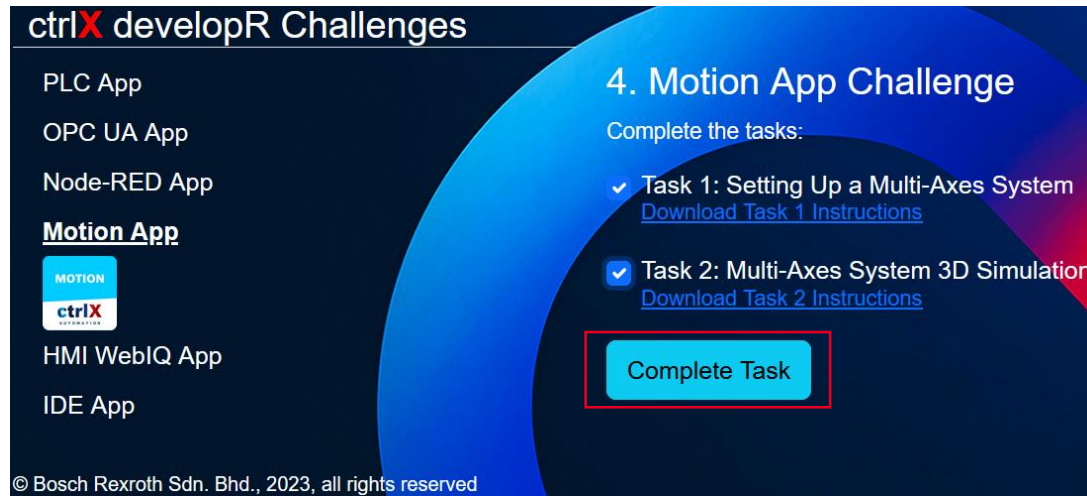 ctrlX developR Challenges
PLC App
OPC UA App
Node-RED App
Motion App
MOTION
ctrlX
AUTOMATION
HMI WebIQ App
IDE App
4. Motion App Challenge
Complete the tasks:
Task 1: Setting Up a Multi-Axes System
Download Task 1 Instructions
Task 2: Multi-Axes System 3D Simulation
Download Task 2 Instructions
Complete Task
© Bosch Rexroth Sdn. Bhd., 2023, all rights reserved